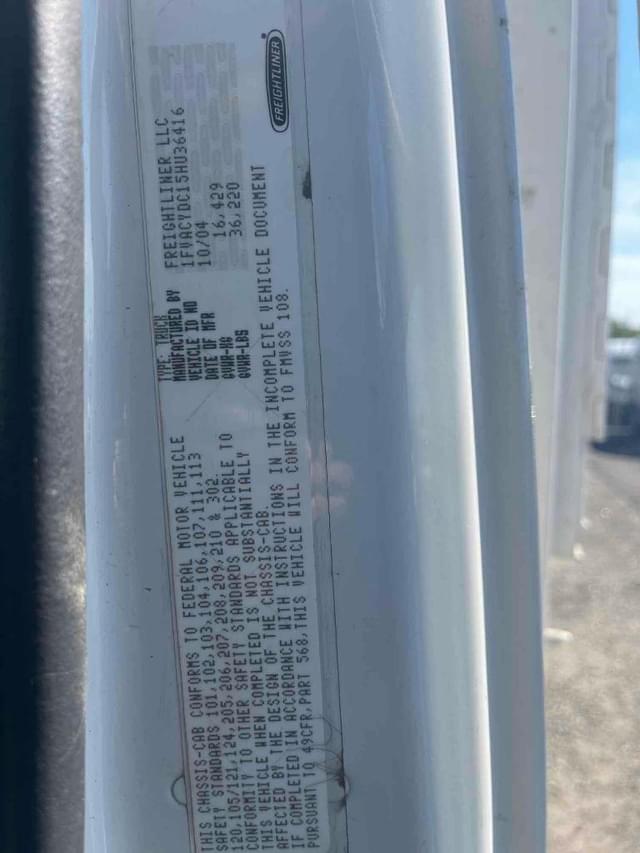 THIS CHASSIS-CAB CONFORMS TO FEDERAL MOTOR VEHICLE
SAFETY STANDARDS 101,102,103,104,106,107,111,113
120,105/121,124,205,206,207,208,209,210 & 302.
CONFORMITY TO OTHER SAFETY STANDARDS APPLICABLE TO
THIS VEHICLE WHEN COMPLETED IS NOT SUBSTANTIALLY
AFFECTED BY THE DESIGN OF THE CHASSIS-CAB.
IF COMPLETED IN ACCORDANCE WITH INSTRUCTIONS IN THE INCOMPLETE VEHICLE DOCUMENT
PURSUANT TO 49CFR,PART 568,THIS VEHICLE WILL CONFORM TO FMVSS 108.
TYPE: TRUCK
MANUFACTURED BY FREIGHTLINER LLC
VEHICLE ID NO 1FVACYDC15HU36416
DATE OF MFR 10/04
GVWR-KG 16,429
GVWR-LBS 36,220
FREIGHTLINER